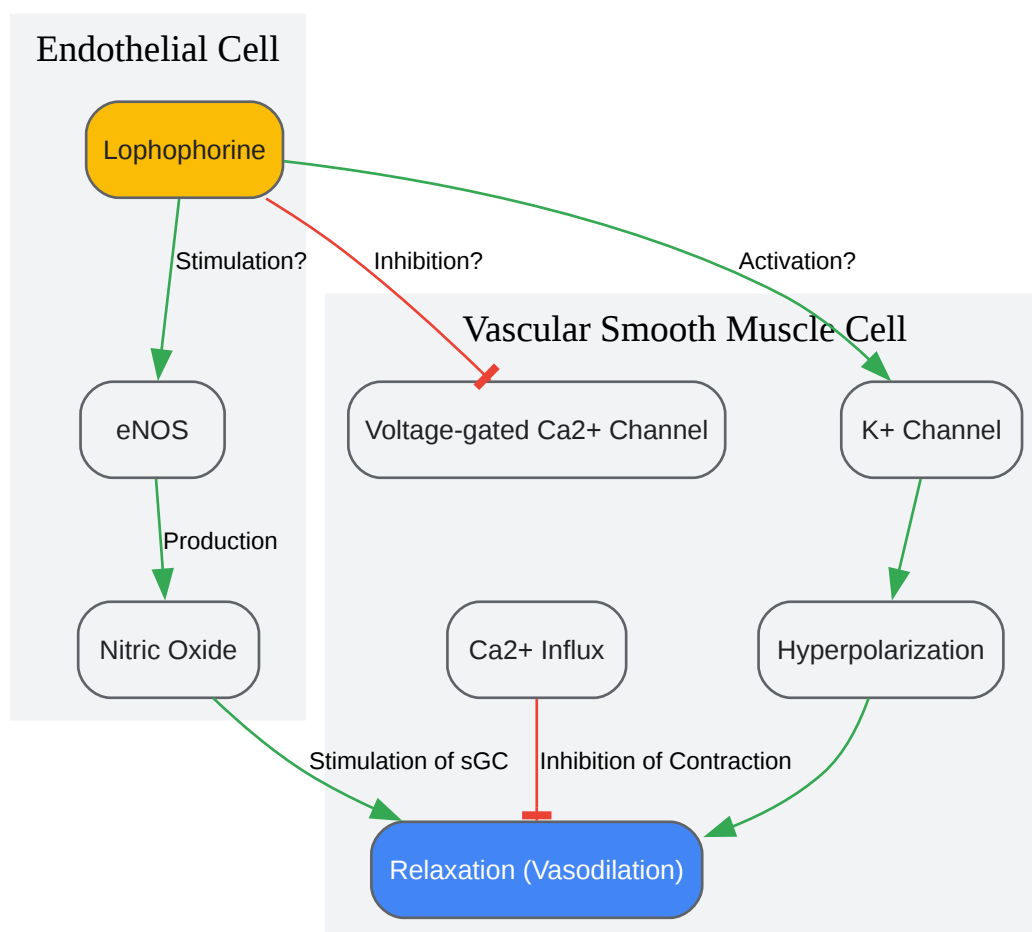 Endothelial Cell
Lophophorine
Stimulation?
Inhibition?
Activation?
Vascular Smooth Muscle Cell
eNOS
Voltage-gated Ca2+ Channel
K+ Channel
Production
Nitric Oxide
Ca2+ Influx
Hyperpolarization
Stimulation of sGC
Inhibition of Contraction
Relaxation (Vasodilation)